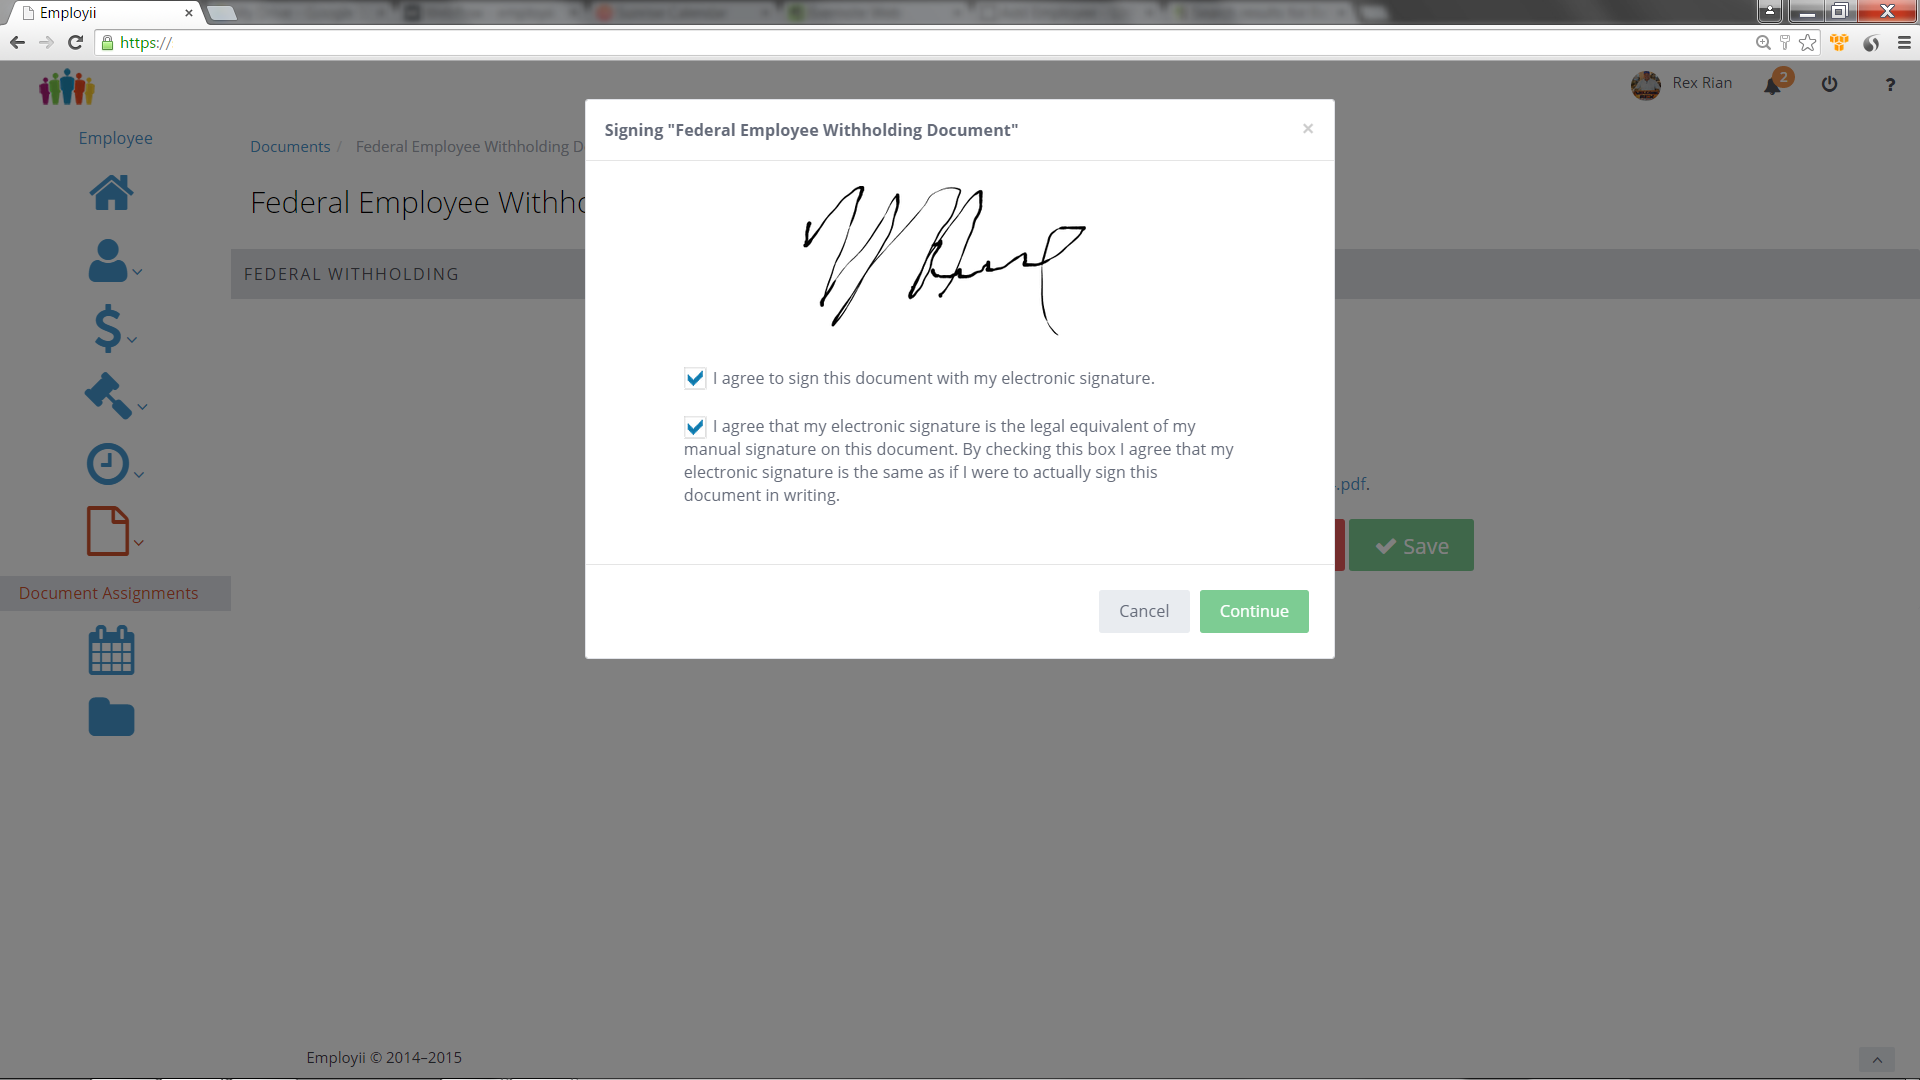 Employii
https://
Rex Rian
2
?
Employee
Documents / Federal Employee Withholding D
Federal Employee Withho
FEDERAL WITHHOLDING
Signing "Federal Employee Withholding Document"
×
I agree to sign this document with my electronic signature.
I agree that my electronic signature is the legal equivalent of my
manual signature on this document. By checking this box I agree that my
electronic signature is the same as if I were to actually sign this
document in writing.
.pdf.
Save
Cancel
Continue
Document Assignments
Employii © 2014–2015